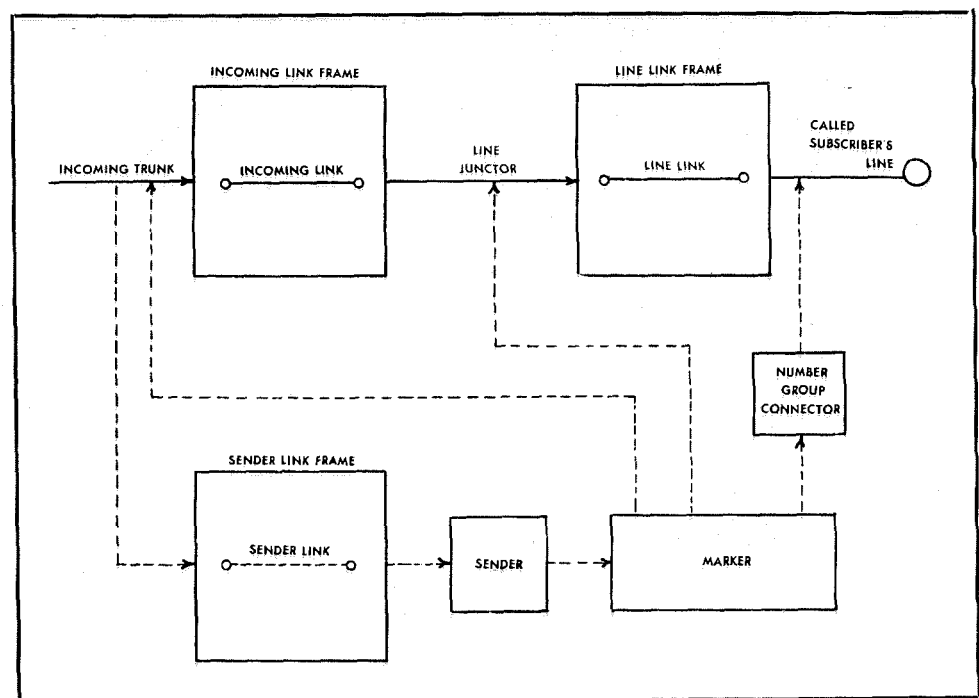 INCOMING LINK FRAME
LINE LINK FRAME
CALLED
SUBSCRIBER'S
LINE
INCOMING TRUNK
INCOMING LINK
LINE
JUNCTOR
LINE LINK
NUMBER
GROUP
CONNECTOR
SENDER LINK FRAME
SENDER LINK
SENDER
MARKER